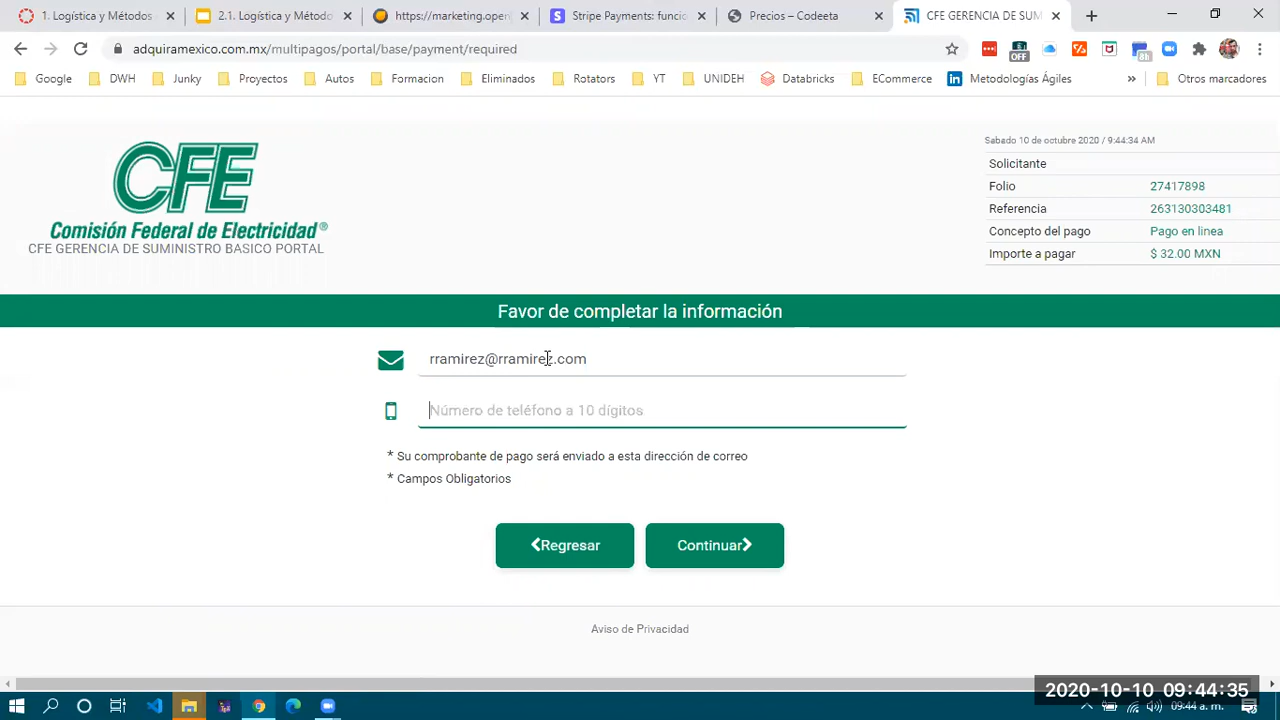 1. Logística y Métodos
2.1. Logística y Método
https://marketing.open
Stripe Payments: funcio
Precios – Codeeta
CFE GERENCIA DE SUM
adquiramexico.com.mx/multipagos/portal/base/payment/required
OFF
81
Google
DWH
Junky
Proyectos
Autos
Formacion
Eliminados
Rotators
YT
UNIDEH
Databricks
ECommerce
Metodologías Ágiles
»
Otros marcadores
CFE
Comisión Federal de Electricidad®
CFE GERENCIA DE SUMINISTRO BASICO PORTAL
Sabado 10 de octubre 2020 / 9:44:34 AM
Solicitante
Folio 27417898
Referencia 263130303481
Concepto del pago Pago en linea
Importe a pagar $ 32.00 MXN
Favor de completar la información
rramirez@rramirez.com
Número de teléfono a 10 dígitos
* Su comprobante de pago será enviado a esta dirección de correo
* Campos Obligatorios
Regresar
Continuar
Aviso de Privacidad
2020-10-10 09:44:35
09:44 a. m.